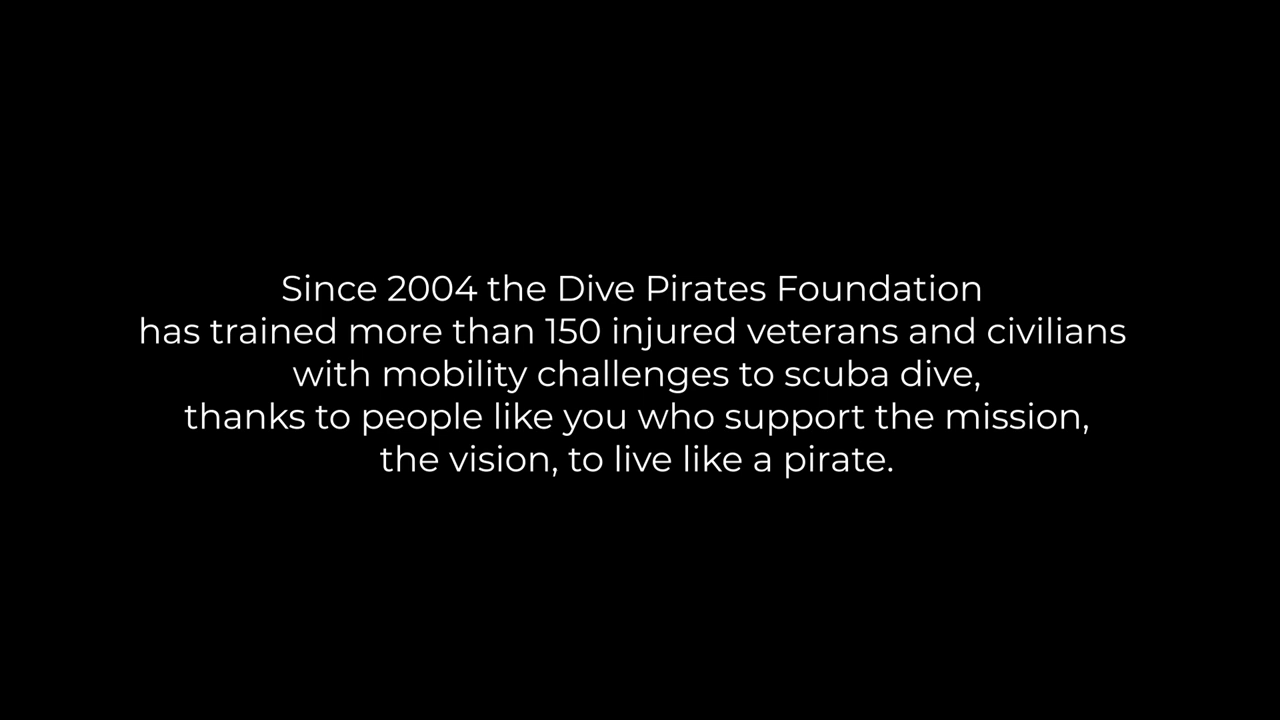 Since 2004 the Dive Pirates Foundation
has trained more than 150 injured veterans and civilians
with mobility challenges to scuba dive,
thanks to people like you who support the mission,
the vision, to live like a pirate.